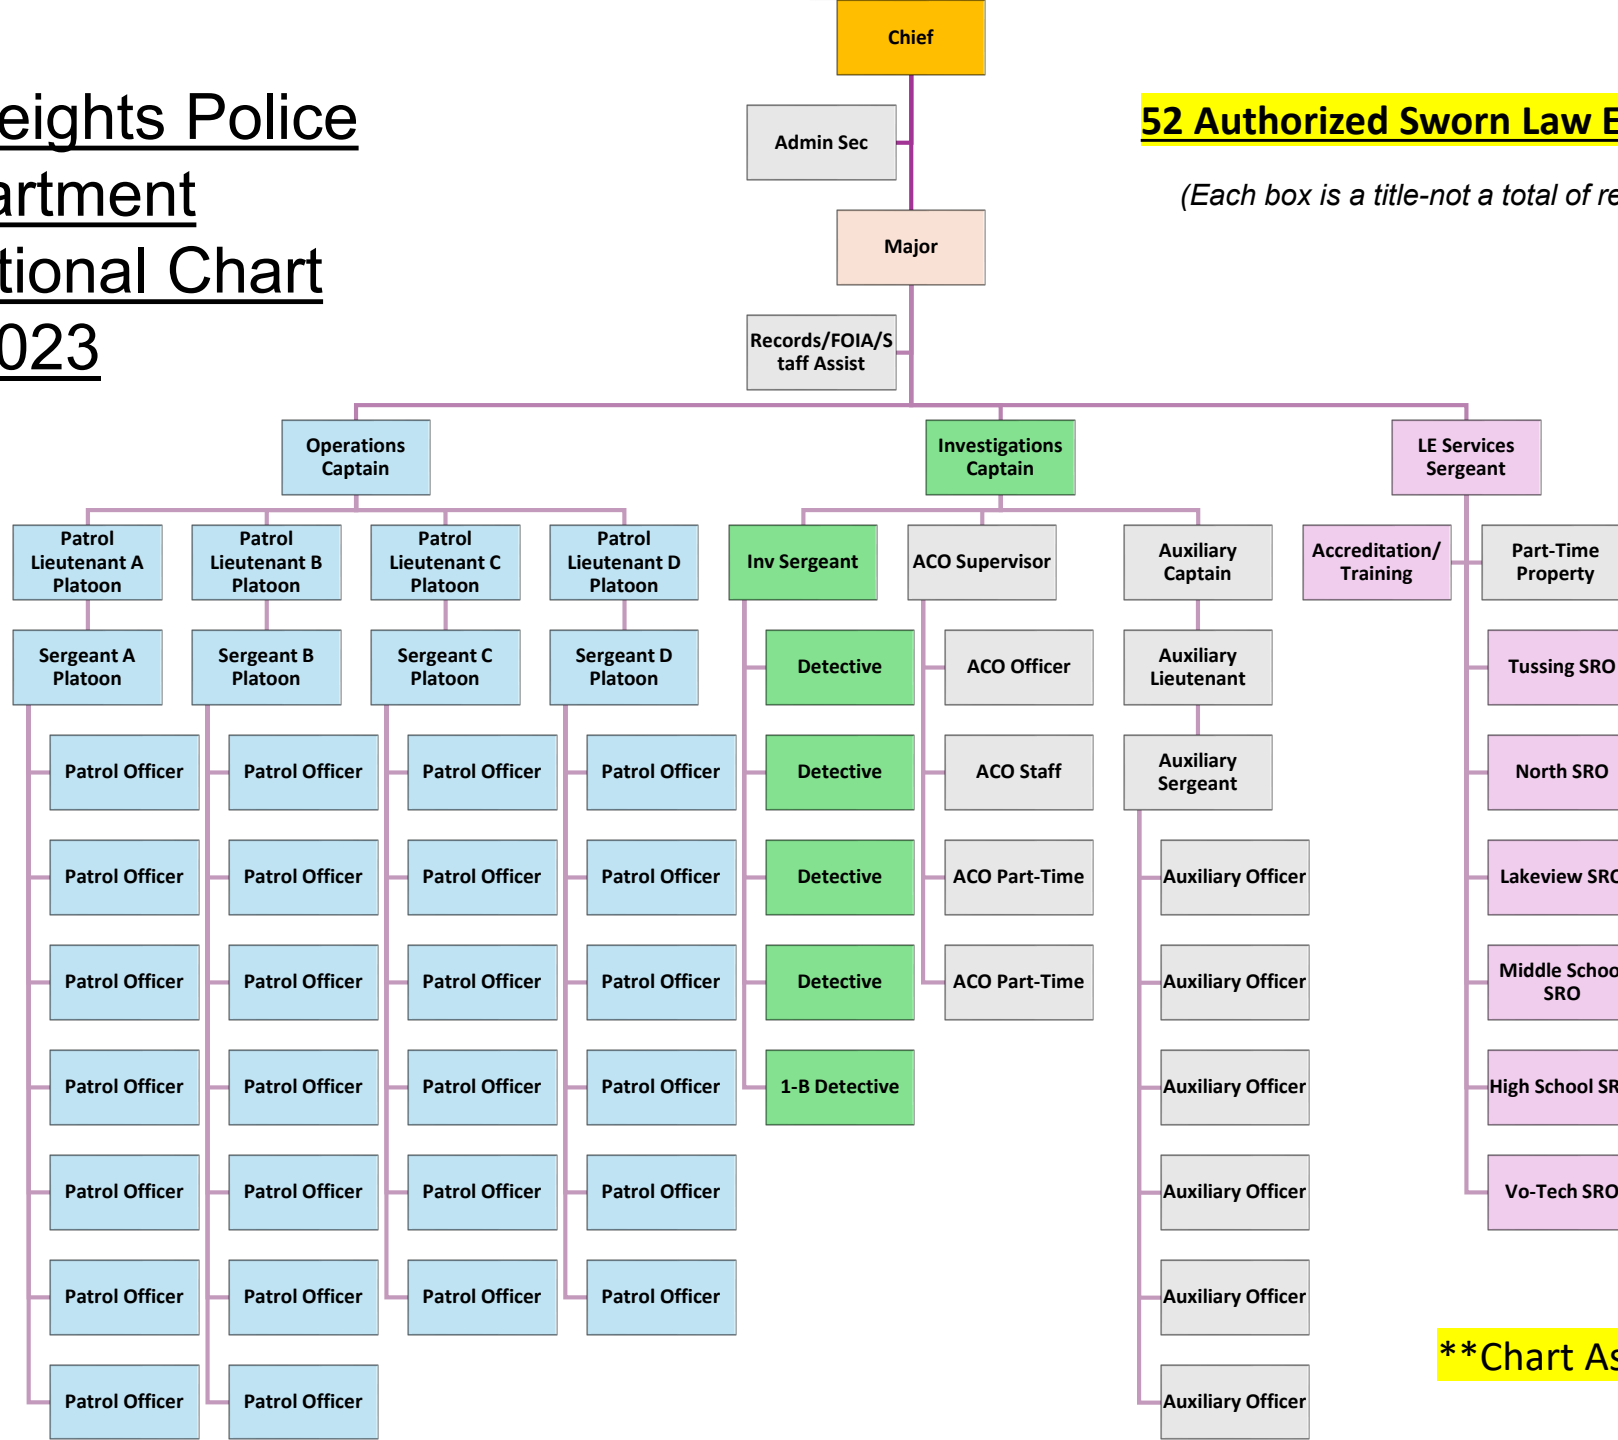 eights Police
artment
tional Chart
023
Chief
Admin Sec
52 Authorized Sworn Law E
(Each box is a title-not a total of re
Major
Records/FOIA/S
taff Assist
Operations
Captain
Investigations
Captain
LE Services
Sergeant
Patrol
Lieutenant A
Platoon
Patrol
Lieutenant B
Platoon
Patrol
Lieutenant C
Platoon
Patrol
Lieutenant D
Platoon
Inv Sergeant
ACO Supervisor
Auxiliary
Captain
Accreditation/
Training
Part-Time
Property
Sergeant A
Platoon
Sergeant B
Platoon
Sergeant C
Platoon
Sergeant D
Platoon
Detective
ACO Officer
Auxiliary
Lieutenant
Tussing SRO
Patrol Officer
Patrol Officer
Patrol Officer
Patrol Officer
Detective
ACO Staff
Auxiliary
Sergeant
North SRO
Patrol Officer
Patrol Officer
Patrol Officer
Patrol Officer
Detective
ACO Part-Time
Auxiliary Officer
Lakeview SRO
Patrol Officer
Patrol Officer
Patrol Officer
Patrol Officer
Detective
ACO Part-Time
Auxiliary Officer
Middle Schoo
SRO
Patrol Officer
Patrol Officer
Patrol Officer
Patrol Officer
1-B Detective
Auxiliary Officer
High School SR
Patrol Officer
Patrol Officer
Patrol Officer
Patrol Officer
Auxiliary Officer
Vo-Tech SRO
Patrol Officer
Patrol Officer
Patrol Officer
Patrol Officer
Auxiliary Officer
**Chart As
Patrol Officer
Patrol Officer
Auxiliary Officer